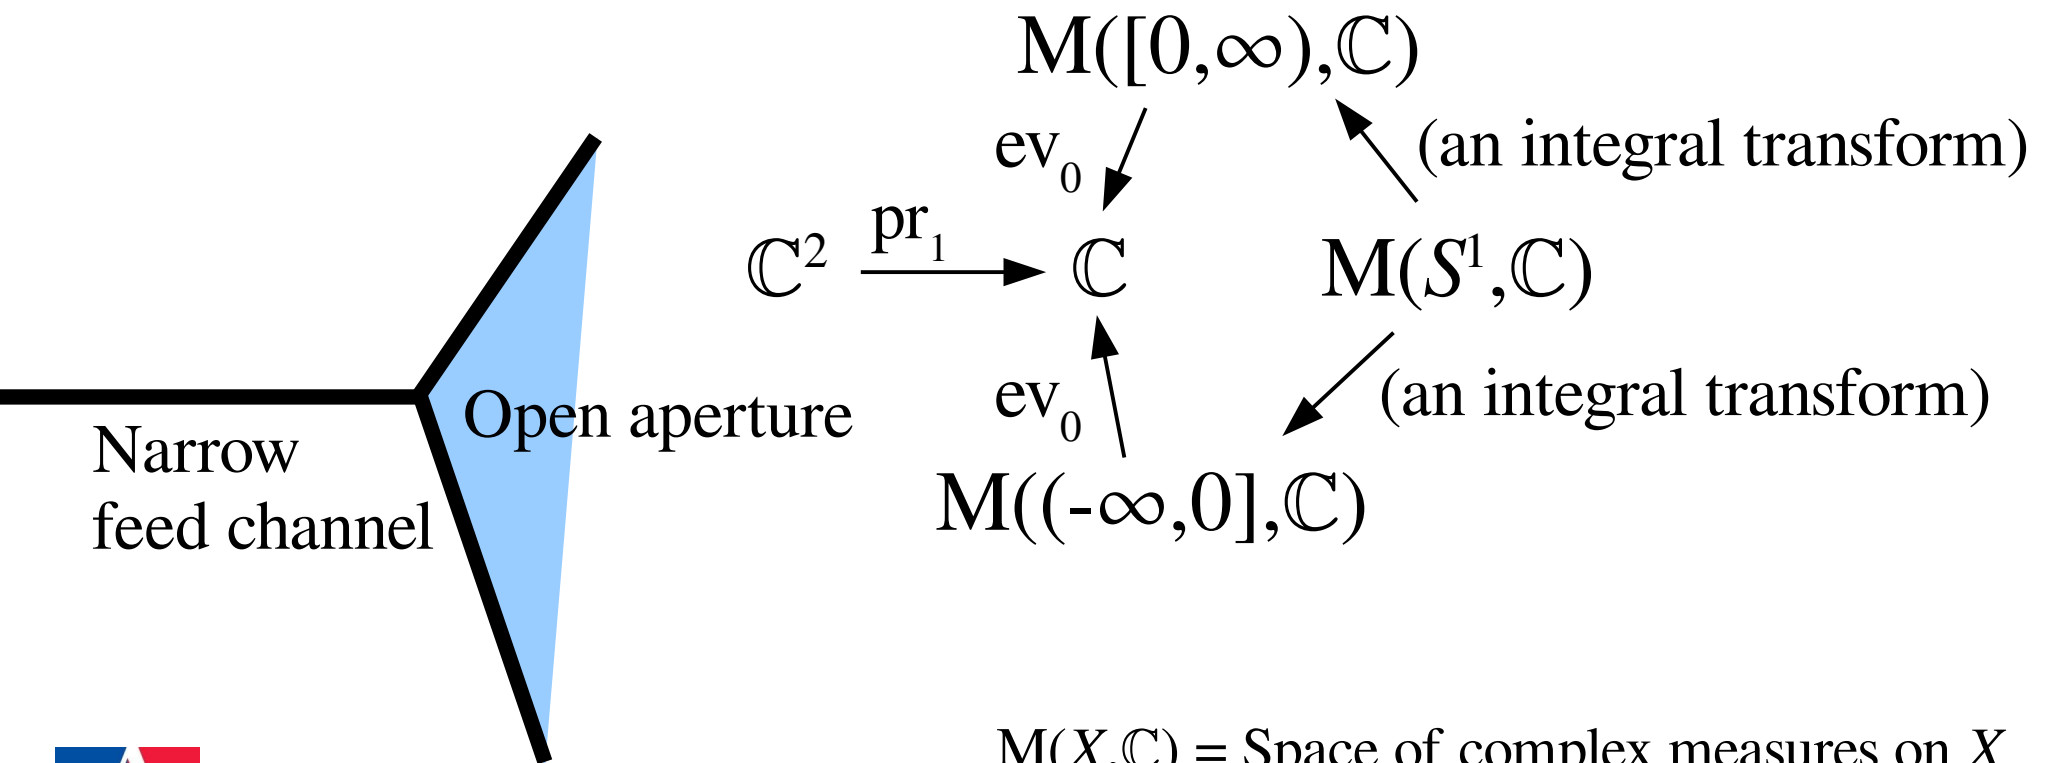 M([0,∞),ℂ)
ev₀
(an integral transform)
pr₁
ℂ² ℂ M(S¹,ℂ)
Open aperture
ev₀
(an integral transform)
Narrow
feed channel
M((-∞,0],ℂ)
M(X,ℂ) = Space of complex measures on X